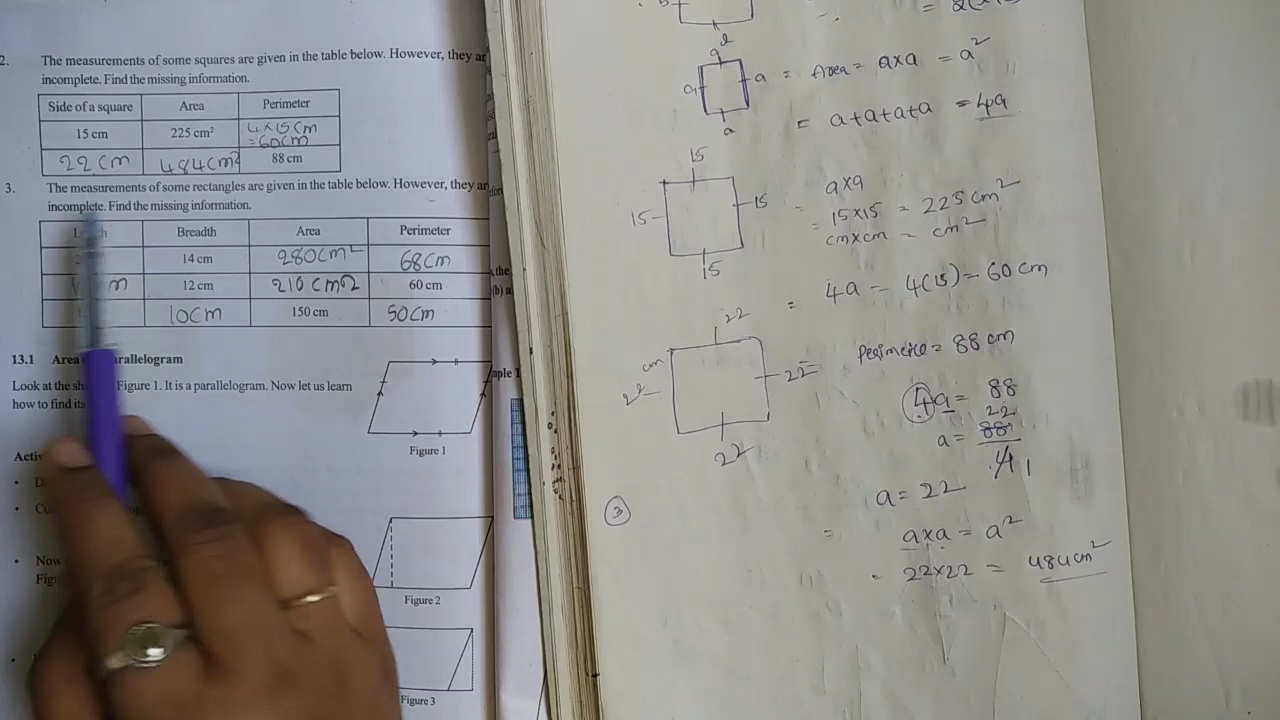 2. The measurements of some squares are given in the table below. However, they ar
incomplete. Find the missing information.
Side of a square Area Perimeter
15 cm 225 cm² 4×15cm
=60cm
22cm 484cm² 88 cm
3. The measurements of some rectangles are given in the table below. However, they ar
incomplete. Find the missing information.
Breadth Area Perimeter
14 cm 280cm² 68cm
m 12 cm 216 cm² 60 cm
10cm 150 cm 50cm
13.1 Area parallelogram
Look at the Figure 1. It is a parallelogram. Now let us learn
how to find
Figure 1
Now
Figure 2
Figure 3
a
a a = Area = a×a = a²
a
= a+a+a+a = 4a
15
15 15
15
= a×a
= 15×15 = 225 cm²
cm×cm = cm²
= 4a = 4(15) = 60 cm
22
22 cm 22
22
Perimetre = 88 cm
4a = 88
22
a = 88
4 1
a = 22
3
= a×a = a²
= 22×22 = 484cm²